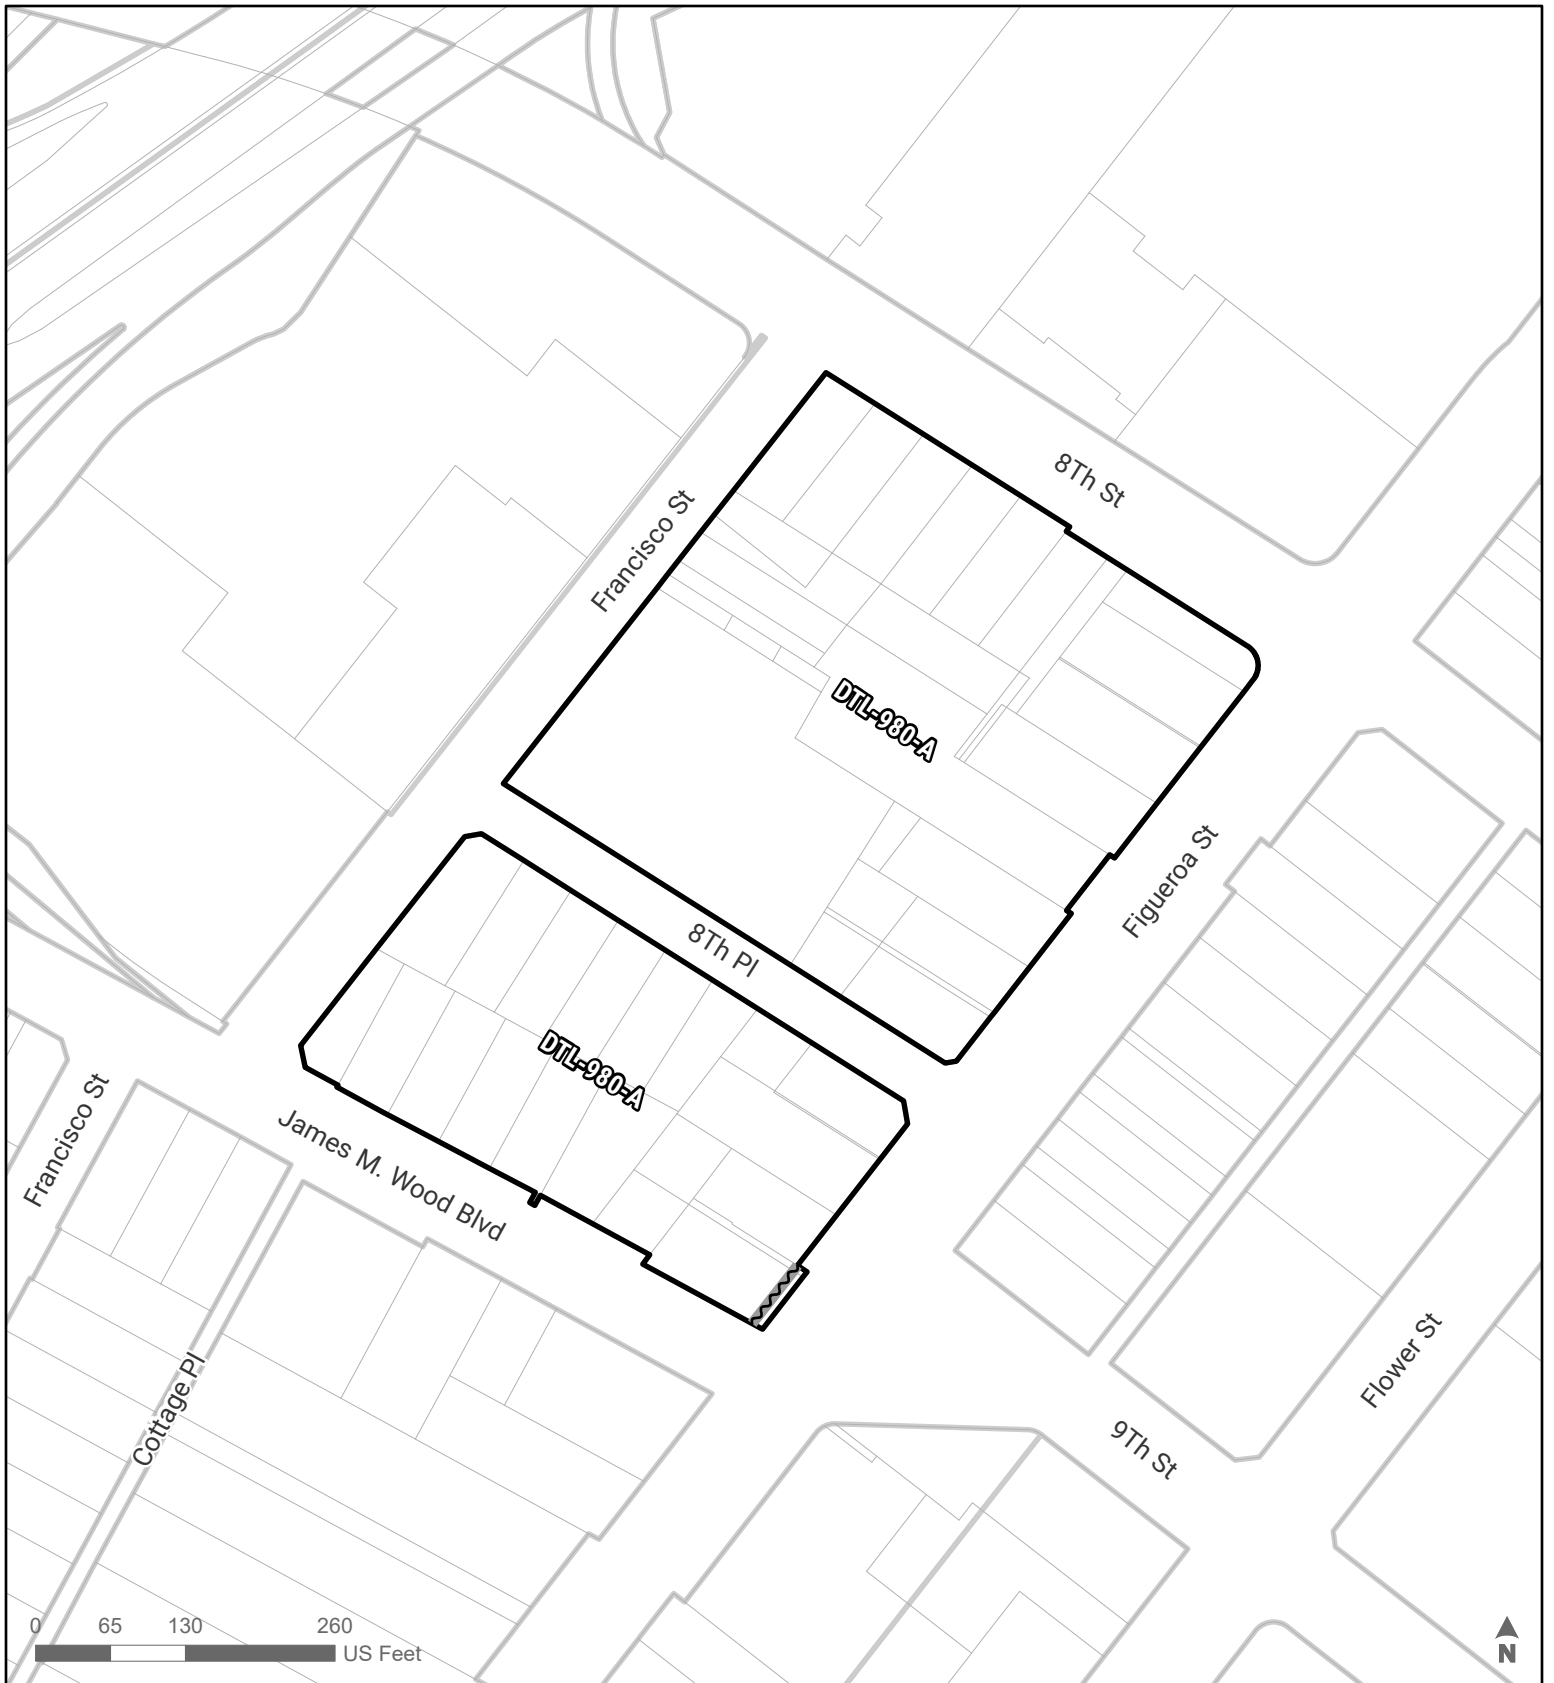 8Th St
Francisco St
DTL-980-A
Figueroa St
8Th Pl
DTL-980-A
Francisco St
James M. Wood Blvd
Flower St
Cottage Pl
9Th St
0 65 130 260
US Feet
N